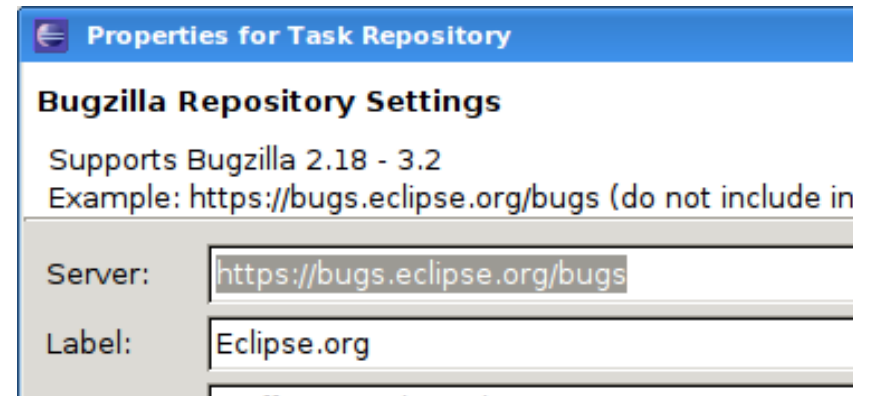 Properties for Task Repository
Bugzilla Repository Settings
Supports Bugzilla 2.18 - 3.2
Example: https://bugs.eclipse.org/bugs (do not include in
Server: https://bugs.eclipse.org/bugs
Label: Eclipse.org